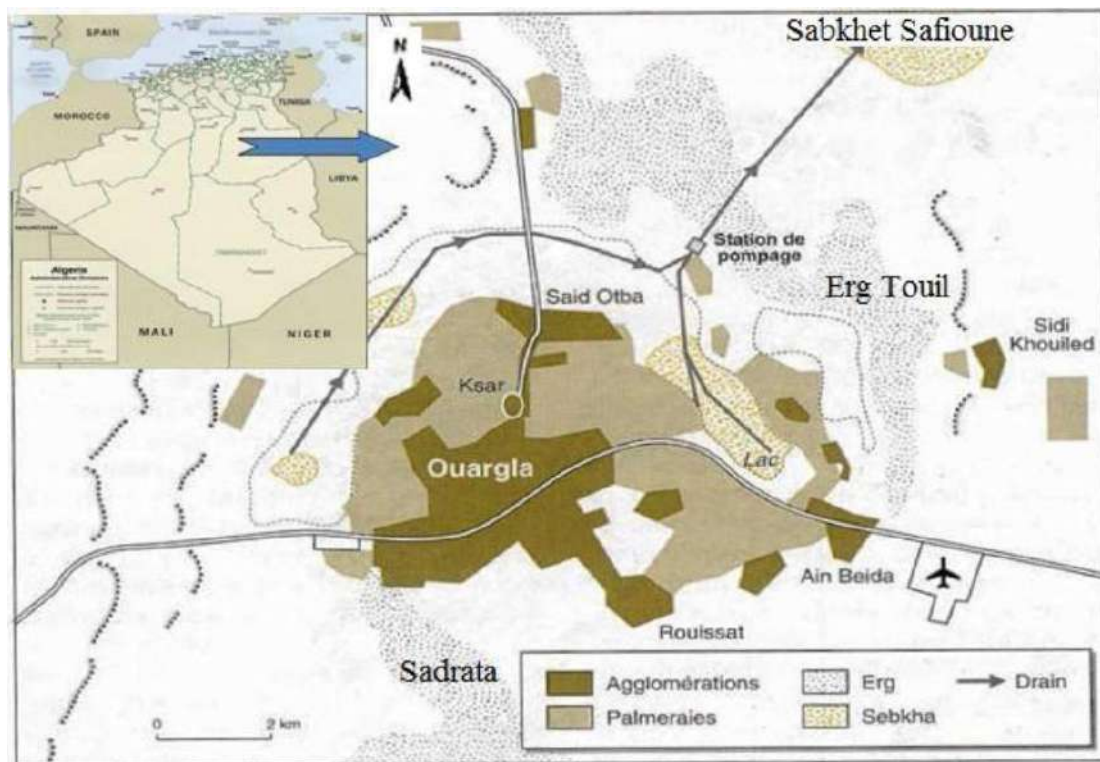 SPAIN
MOROCCO
TUNISIA
LIBYA
Algeria
MALI
NIGER
N
Sabkhet Safioune
Station de
pompage
Erg Touil
Said Otba
Sidi
Khouiled
Ksar
Ouargla
Lac
Ain Beida
Rouissat
Sadrata
0 2 km
Agglomérations
Palmeraies
Erg
Sebkha
Drain